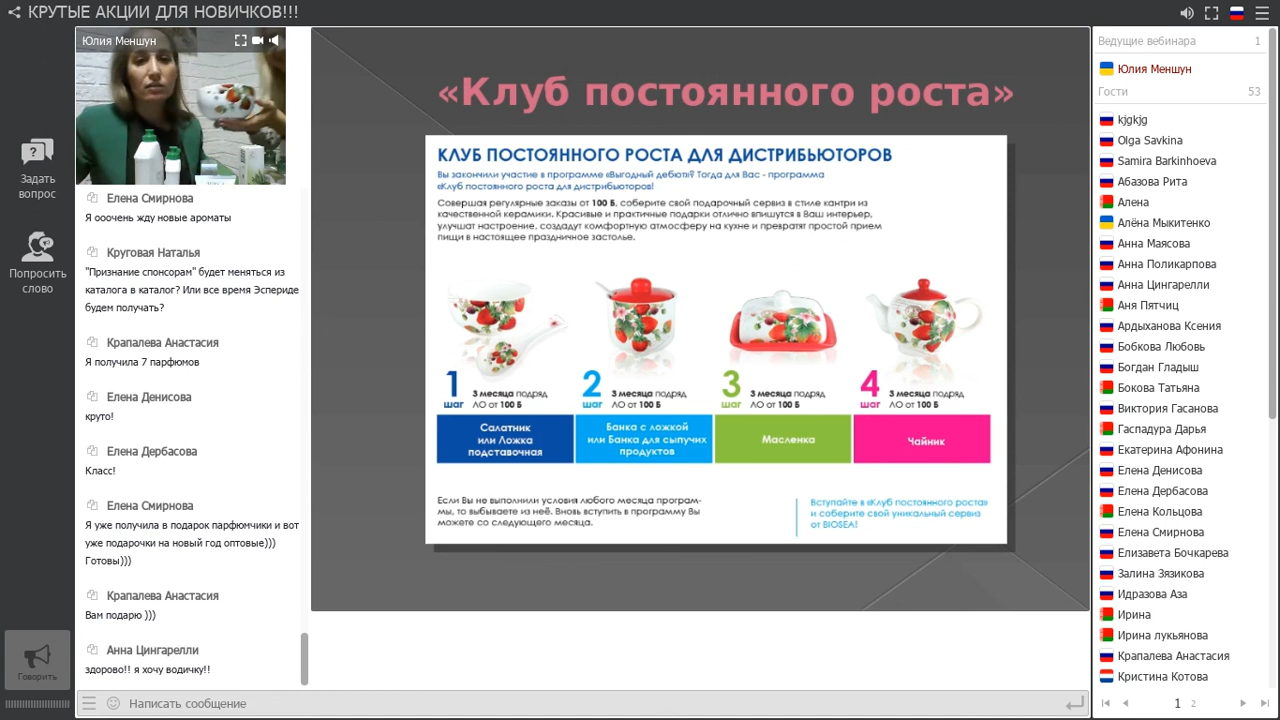 КРУТЫЕ АКЦИИ ДЛЯ НОВИЧКОВ!!!
Задать
вопрос
Попросить
слово
Говорить
Юлия Меншун
Елена Смирнова
Я ооочень жду новые ароматы
Круговая Наталья
"Признание спонсорам" будет меняться из
каталога в каталог? Или все время Эспериде
будем получать?
Крапалева Анастасия
Я получила 7 парфюмов
Елена Денисова
круто!
Елена Дербасова
Класс!
Елена Смирнова
Я уже получила в подарок парфюмчики и вот
уже подарочки на новый год оптовые)))
Готовы)))
Крапалева Анастасия
Вам подарю )))
Анна Цингарелли
здорово!! я хочу водичку!!
Написать сообщение
«Клуб постоянного роста»
КЛУБ ПОСТОЯННОГО РОСТА ДЛЯ ДИСТРИБЬЮТОРОВ
Вы закончили участие в программе «Выгодный дебют»? Тогда для Вас - программа
«Клуб постоянного роста для дистрибьюторов!
Совершая регулярные заказы от 100 Б, соберите свой подарочный сервиз в стиле кантри из
качественной керамики. Красивые и практичные подарки отлично впишутся в Ваш интерьер,
улучшат настроение, создадут комфортную атмосферу на кухне и превратят простой прием
пищи в настоящее праздничное застолье.
1 шаг
3 месяца подряд
ЛО от 100 Б
2 шаг
3 месяца подряд
ЛО от 100 Б
3 шаг
3 месяца подряд
ЛО от 100 Б
4 шаг
3 месяца подряд
ЛО от 100 Б
Салатник
или Ложка
подставочная
Банка с ложкой
или Банка для сыпучих
продуктов
Масленка
Чайник
Если Вы не выполнили условия любого месяца програм-
мы, то выбываете из неё. Вновь вступить в программу Вы
можете со следующего месяца.
Вступайте в «Клуб постоянного роста»
и соберите свой уникальный сервиз
от BIOSEA!
Ведущие вебинара 1
Юлия Меншун
Гости 53
kjgkjg
Olga Savkina
Samira Barkinhoeva
Абазова Рита
Алена
Алёна Мыкитенко
Анна Маясова
Анна Поликарпова
Анна Цингарелли
Аня Пятчиц
Ардыханова Ксения
Бобкова Любовь
Богдан Гладыш
Бокова Татьяна
Виктория Гасанова
Гаспадура Дарья
Екатерина Афонина
Елена Денисова
Елена Дербасова
Елена Кольцова
Елена Смирнова
Елизавета Бочкарева
Залина Зязикова
Идразова Аза
Ирина
Ирина лукьянова
Крапалева Анастасия
Кристина Котова
1 2